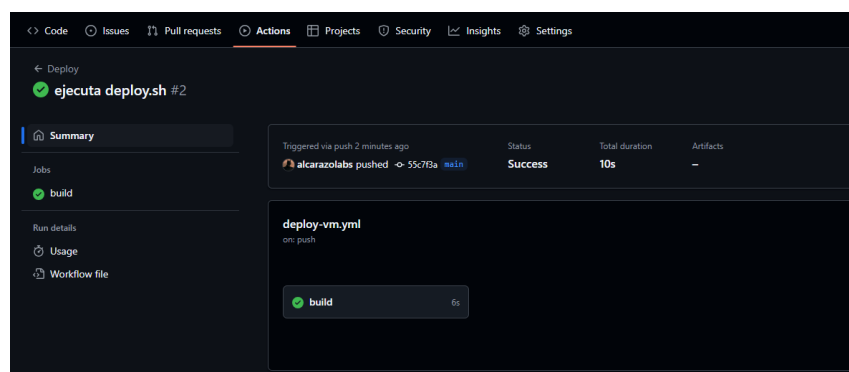 <> Code Issues Pull requests Actions Projects Security Insights Settings
← Deploy
ejecuta deploy.sh #2
Summary
Jobs
build
Run details
Usage
Workflow file
Triggered via push 2 minutes ago Status Total duration Artifacts
alcarazolabs pushed 55c7f3a main Success 10s –
deploy-vm.yml
on: push
build 6s